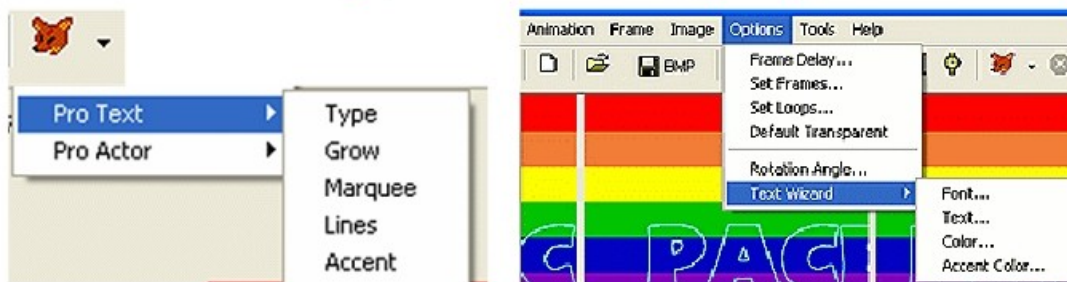 Pro Text
Pro Actor
Type
Grow
Marquee
Lines
Accent
Animation Frame Image Options Tools Help
BMP
Frame Delay...
Set Frames...
Set Loops...
Default Transparent
Rotation Angle...
Text Wizard
Font...
Text...
Color...
Accent Color...